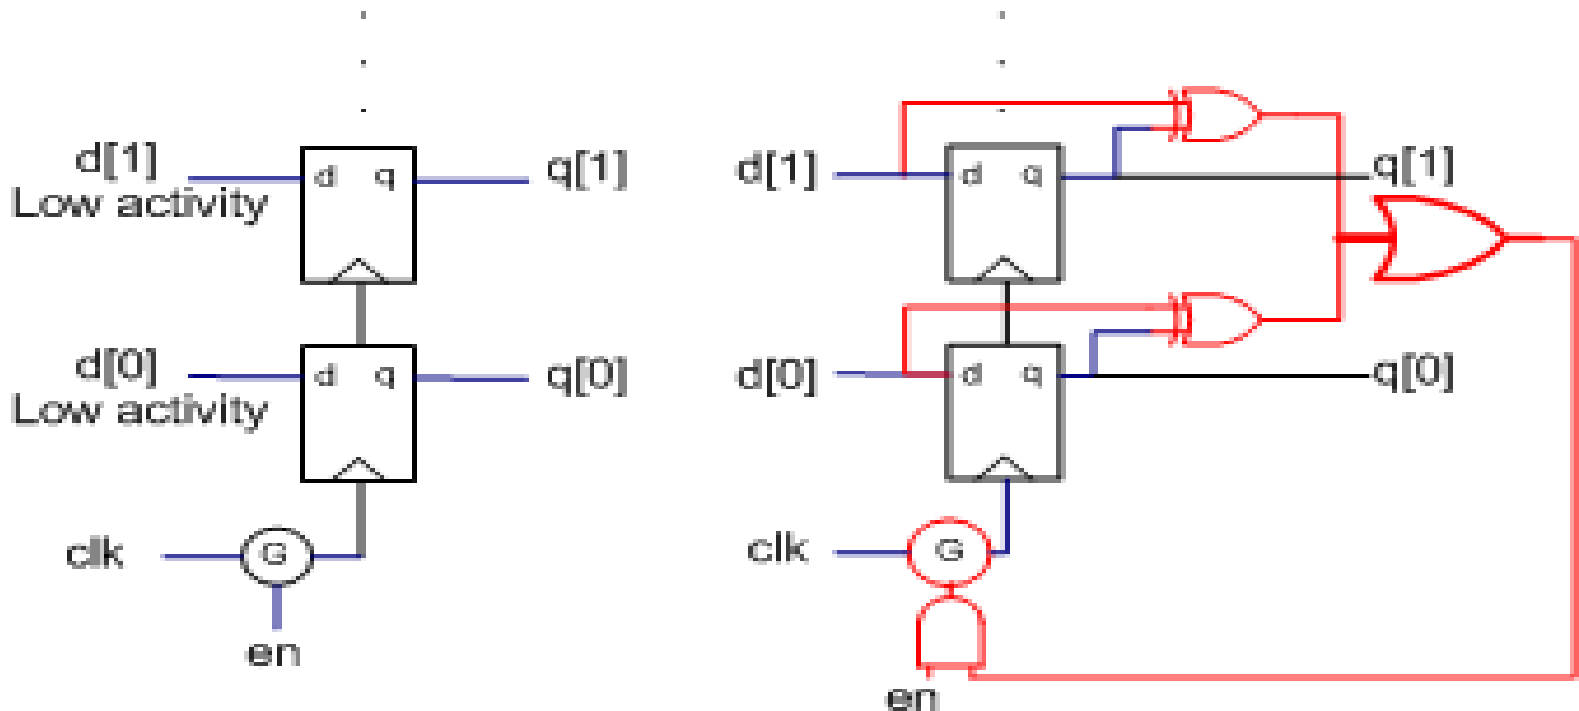 d[1]
Low activity
d q
q[1]
d[0]
Low activity
d q
q[0]
clk
G
en
d[1]
d q
q[1]
d[0]
d q
q[0]
clk
G
en